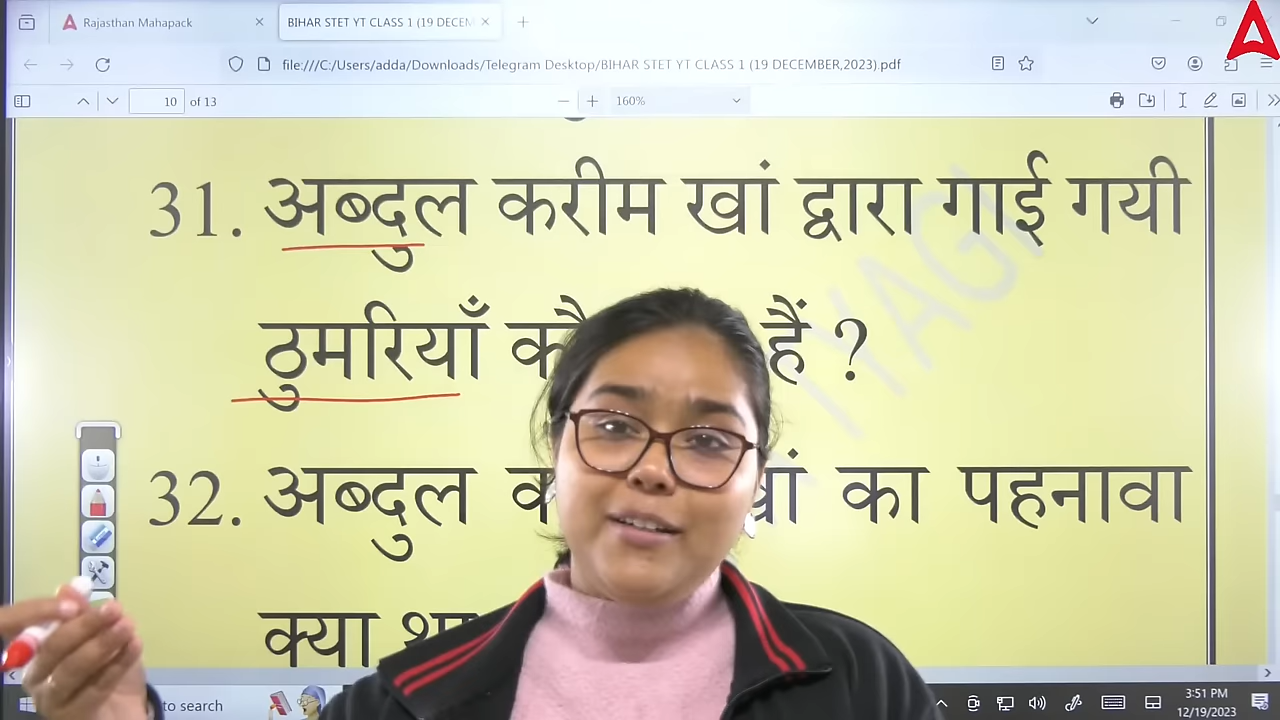 Rajasthan Mahapack
BIHAR STET YT CLASS 1 (19 DECEM
file:///C:/Users/adda/Downloads/Telegram Desktop/BIHAR STET YT CLASS 1 (19 DECEMBER,2023).pdf
10 of 13
160%
31. अब्दुल करीम खां द्वारा गाई गयी
ठुमरियाँ हैं ?
32. अब्दुल का पहनावा
क्या
to search
3:51 PM
12/19/2023